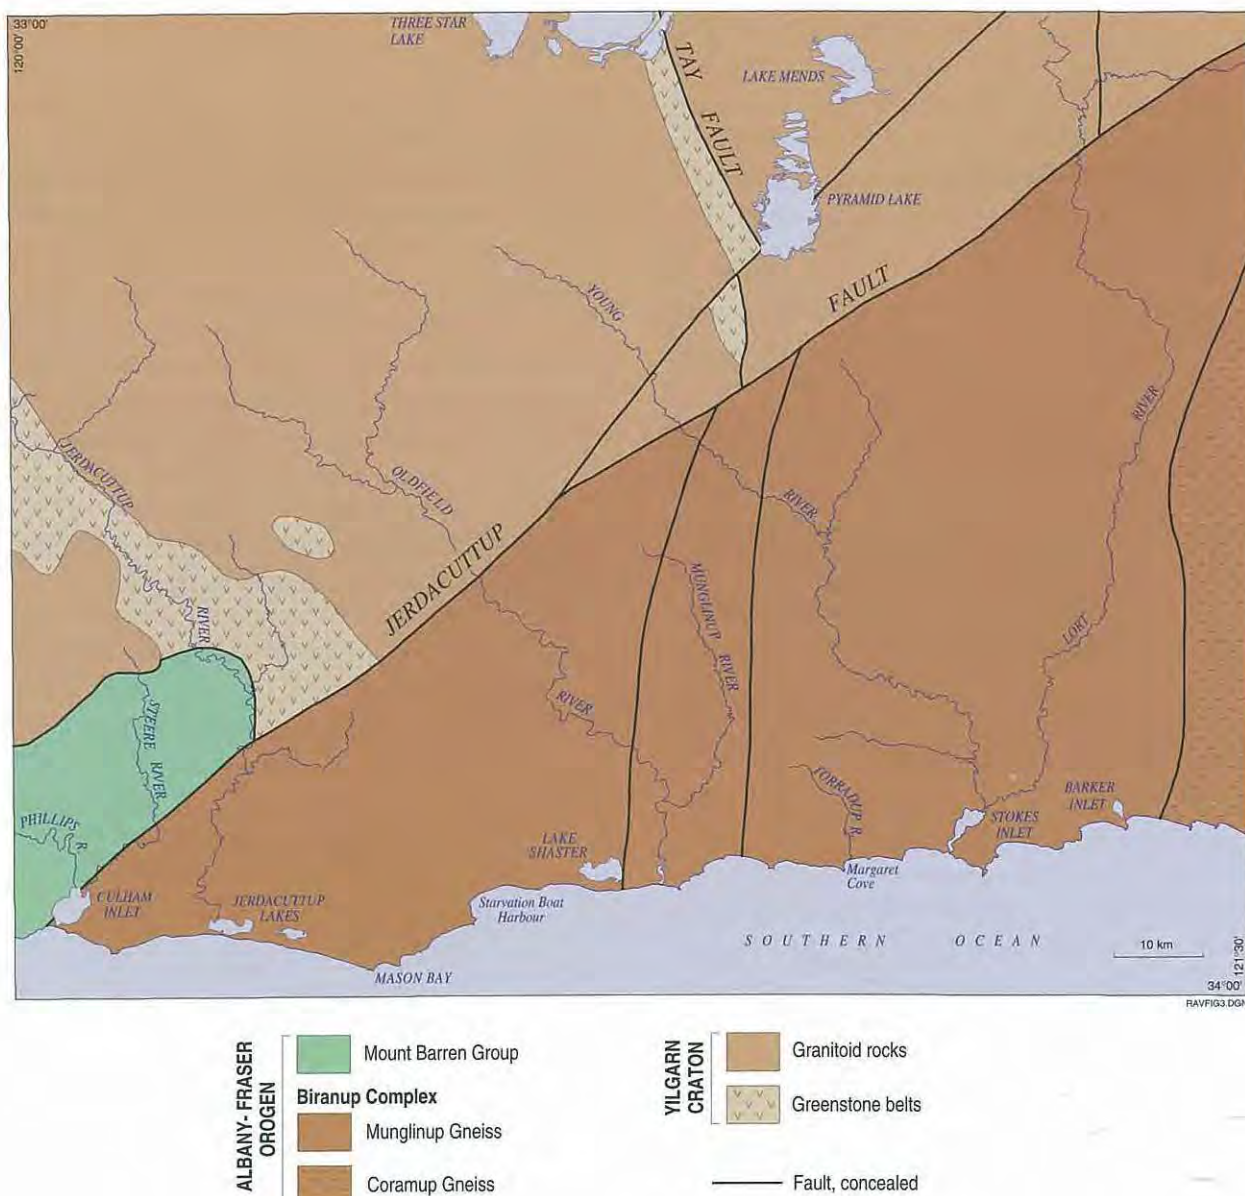 33°00'
120°00'
THREE STAR
LAKE
TAY
FAULT
LAKE MENDS
PYRAMID LAKE
YOUNG
FAULT
RIVER
JERDACUTTUP
OLDFIELD
RIVER
JERDACUTTUP
MUNGLINUP
RIVER
RIVER
LORT
RIVER
STEERE
RIVER
RIVER
PHILLIPS
R.
TORRADUP R.
BARKER
INLET
STOKES
INLET
LAKE
SHASTER
Margaret
Cove
CULHAM
INLET
JERDACUTTUP
LAKES
Starvation Boat
Harbour
SOUTHERN OCEAN
10 km
121°30'
MASON BAY
34°00'
RAVFIG3.DGN
ALBANY- FRASER
OROGEN
Mount Barren Group
Biranup Complex
Munglinup Gneiss
Coramup Gneiss
YILGARN
CRATON
Granitoid rocks
Greenstone belts
Fault, concealed